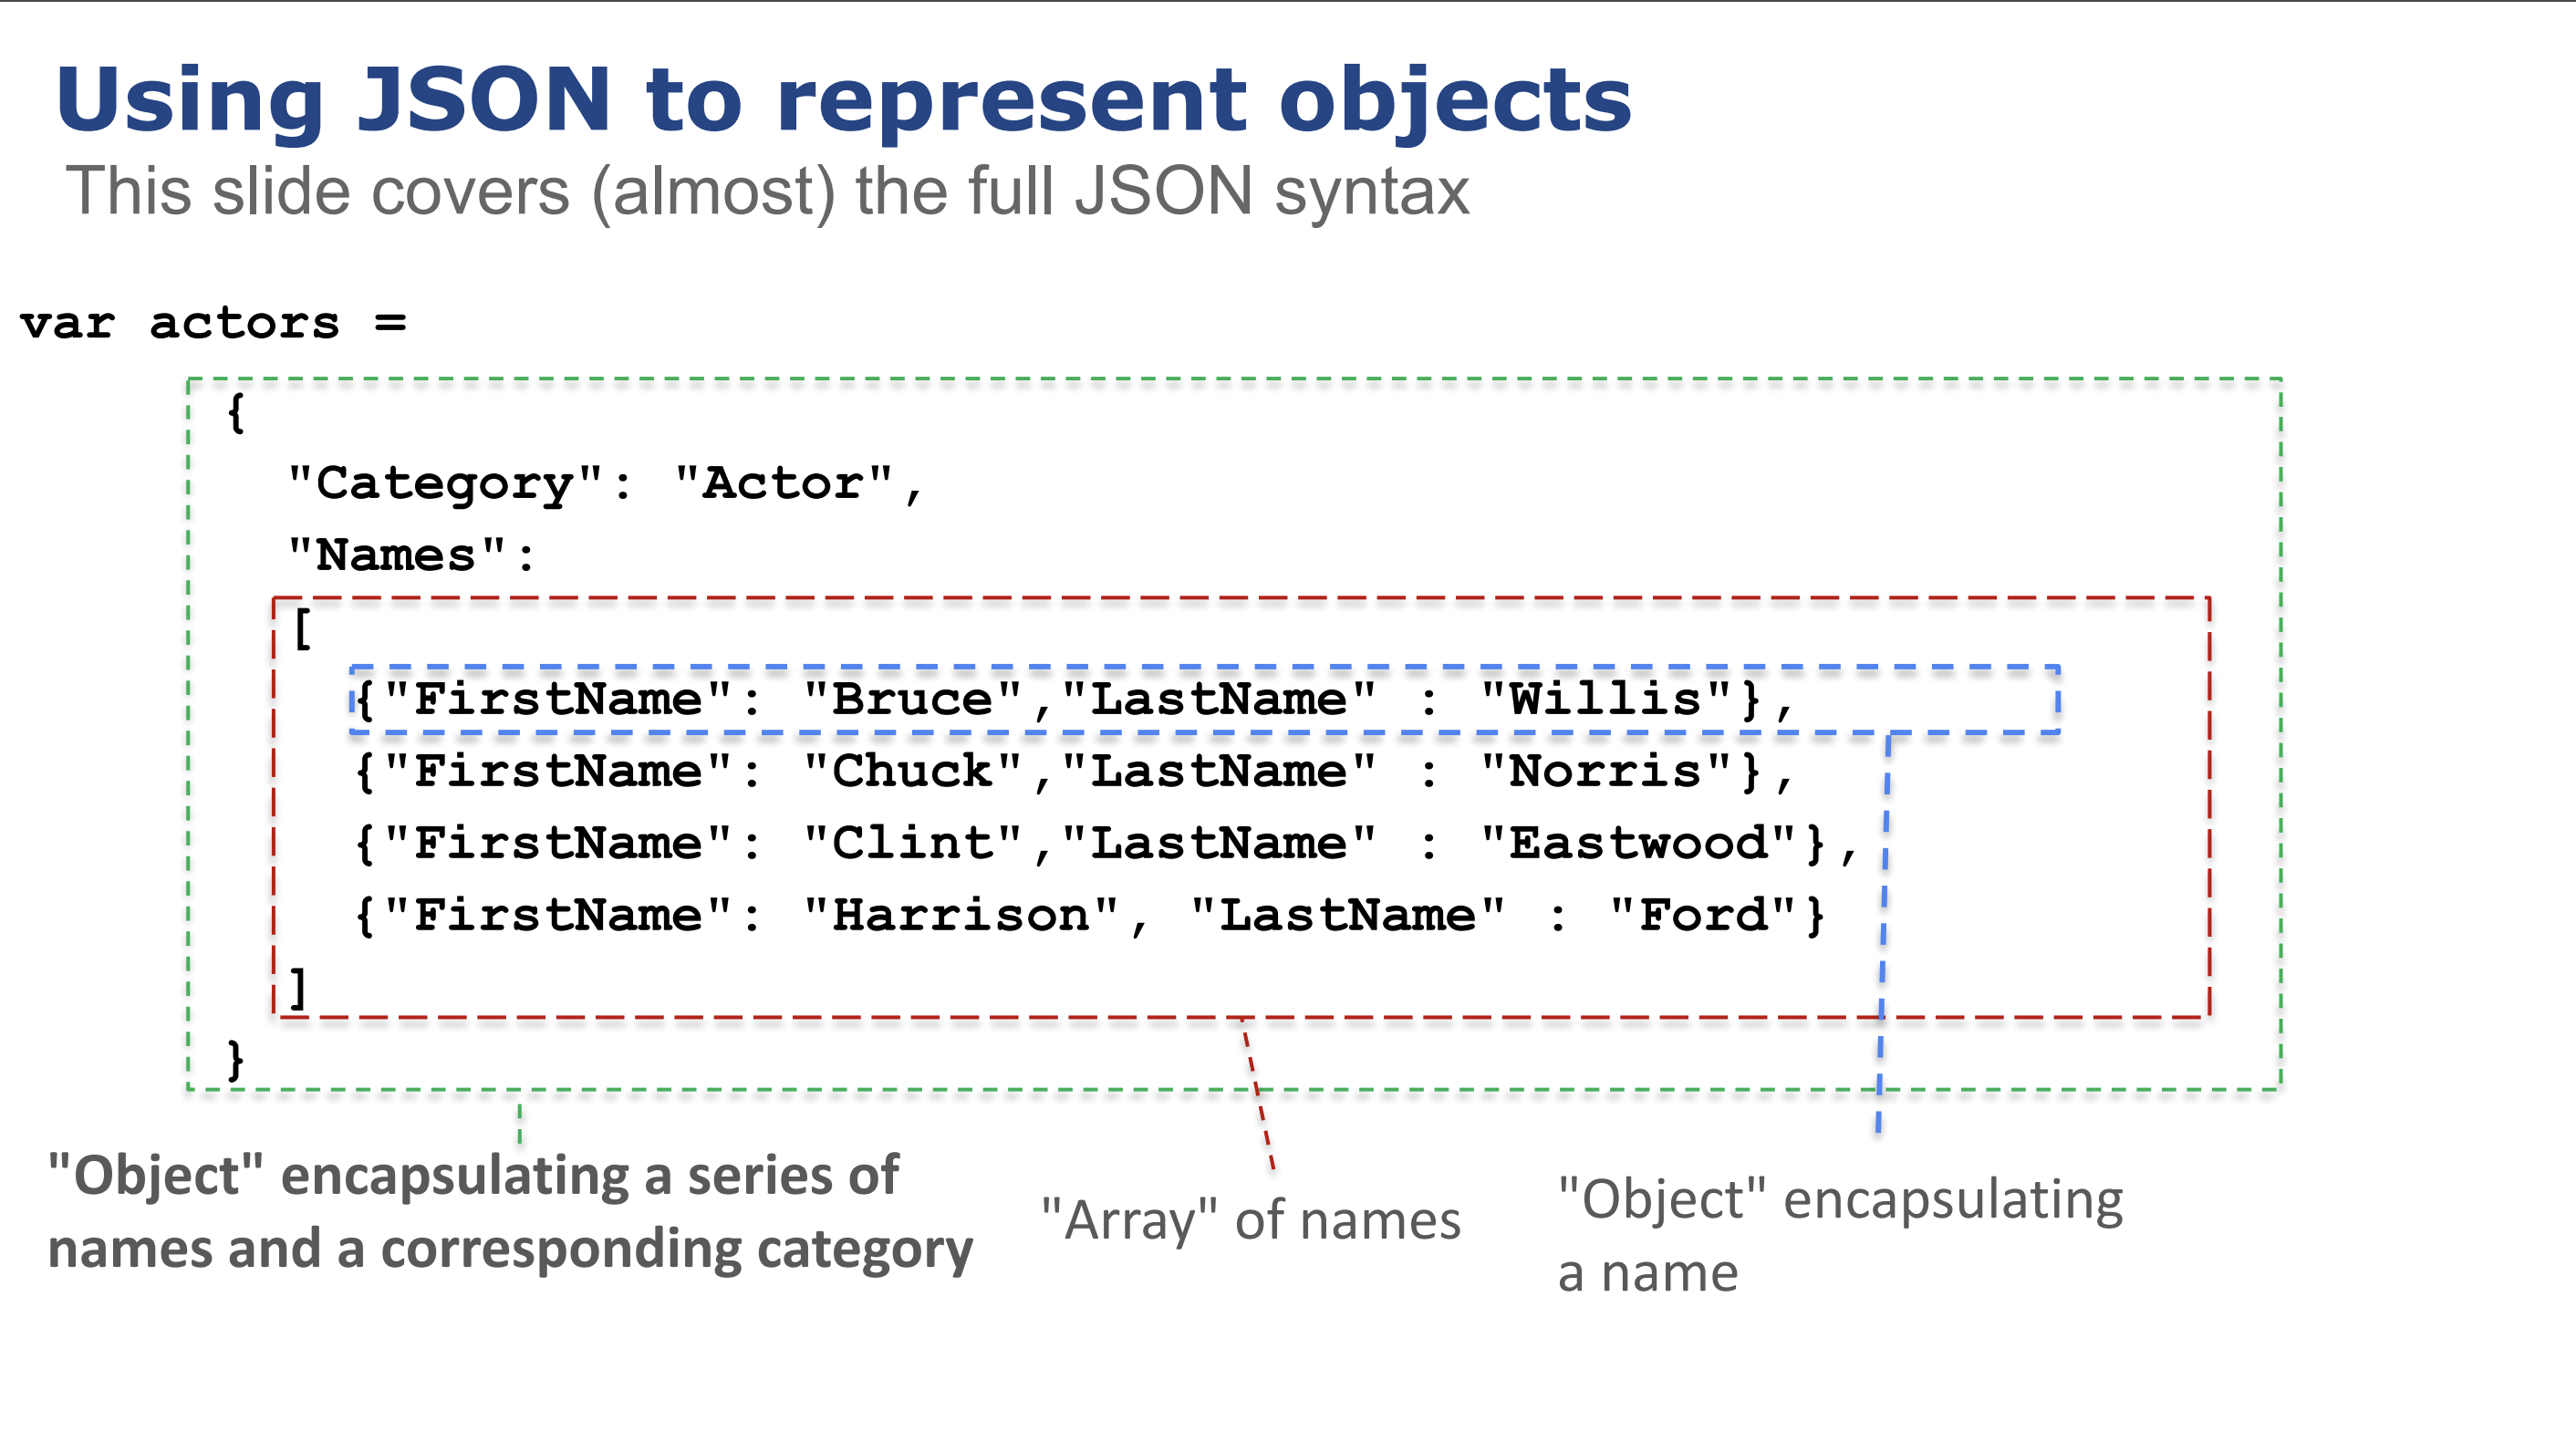 Using JSON to represent objects
This slide covers (almost) the full JSON syntax
var actors =
{
"Category": "Actor",
"Names":
[
{"FirstName": "Bruce","LastName" : "Willis"},
{"FirstName": "Chuck","LastName" : "Norris"},
{"FirstName": "Clint","LastName" : "Eastwood"},
{"FirstName": "Harrison", "LastName" : "Ford"}
]
}
"Object" encapsulating a series of
names and a corresponding category
"Array" of names
"Object" encapsulating
a name